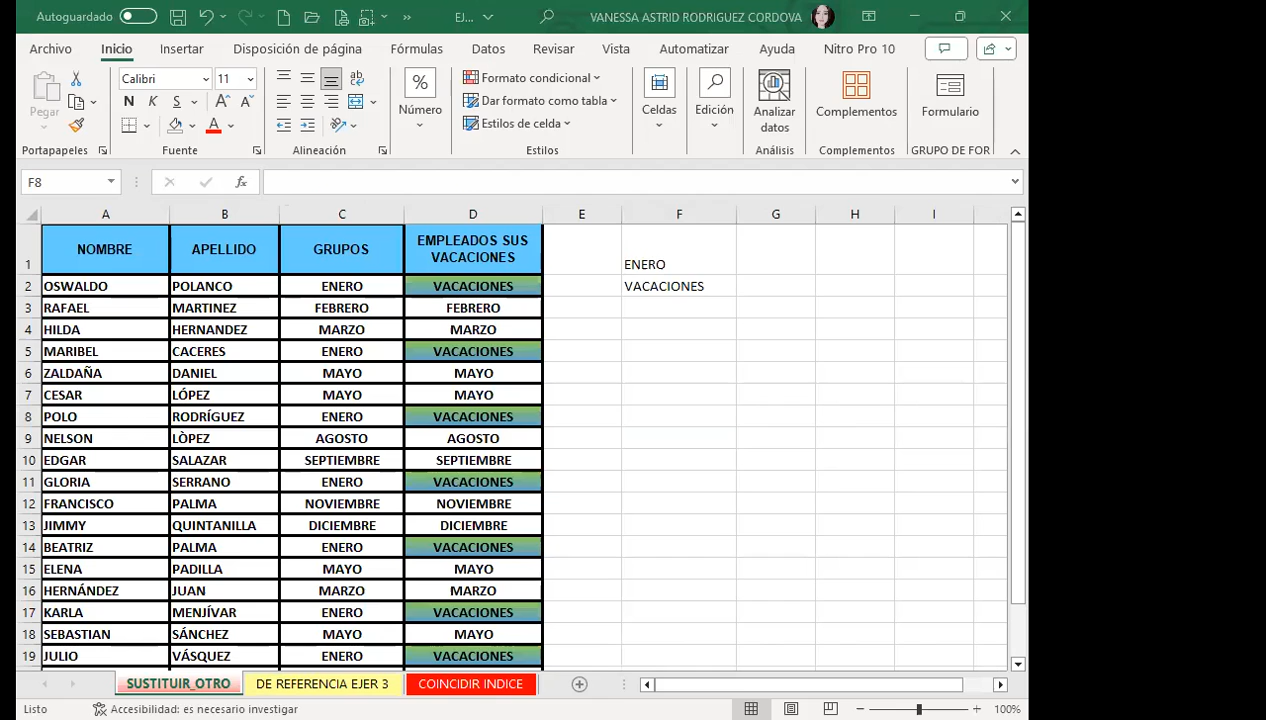 Autoguardado EJ... VANESSA ASTRID RODRIGUEZ CORDOVA
Archivo Inicio Insertar Disposición de página Fórmulas Datos Revisar Vista Automatizar Ayuda Nitro Pro 10
Pegar Calibri 11 ab Número Formato condicional Celdas Edición Analizar datos Complementos Formulario
N K S A A Dar formato como tabla
A Estilos de celda
Portapapeles Fuente Alineación Estilos Análisis Complementos GRUPO DE FOR
F8 fx
A B C D E F G H I
1 NOMBRE APELLIDO GRUPOS EMPLEADOS SUS VACACIONES ENERO
2 OSWALDO POLANCO ENERO VACACIONES VACACIONES
3 RAFAEL MARTINEZ FEBRERO FEBRERO
4 HILDA HERNANDEZ MARZO MARZO
5 MARIBEL CACERES ENERO VACACIONES
6 ZALDAÑA DANIEL MAYO MAYO
7 CESAR LÓPEZ MAYO MAYO
8 POLO RODRÍGUEZ ENERO VACACIONES
9 NELSON LÒPEZ AGOSTO AGOSTO
10 EDGAR SALAZAR SEPTIEMBRE SEPTIEMBRE
11 GLORIA SERRANO ENERO VACACIONES
12 FRANCISCO PALMA NOVIEMBRE NOVIEMBRE
13 JIMMY QUINTANILLA DICIEMBRE DICIEMBRE
14 BEATRIZ PALMA ENERO VACACIONES
15 ELENA PADILLA MAYO MAYO
16 HERNÁNDEZ JUAN MARZO MARZO
17 KARLA MENJÍVAR ENERO VACACIONES
18 SEBASTIAN SÁNCHEZ MAYO MAYO
19 JULIO VÁSQUEZ ENERO VACACIONES
SUSTITUIR_OTRO DE REFERENCIA EJER 3 COINCIDIR INDICE
Listo Accesibilidad: es necesario investigar 100%